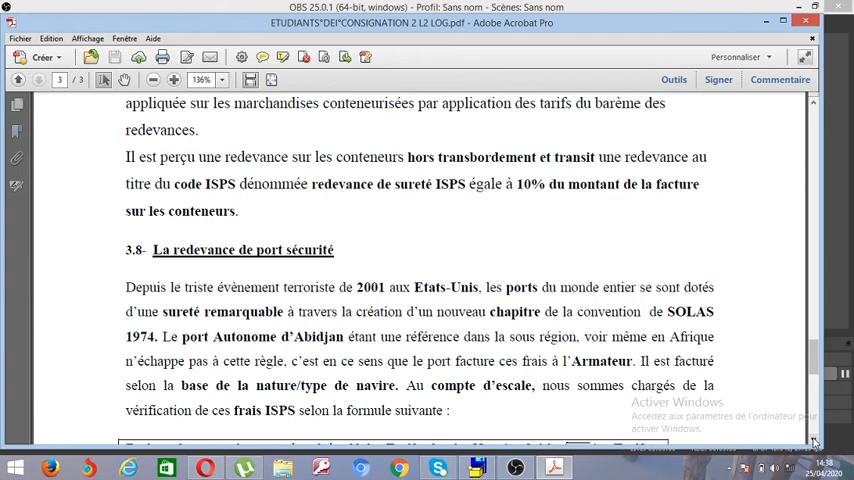 OBS 25.0.1 (64-bit, windows) - Profil: Sans nom - Scènes: Sans nom
ETUDIANTS"DEI"CONSIGNATION 2 L2 LOG.pdf - Adobe Acrobat Pro
Fichier Edition Affichage Fenêtre Aide
Créer Personnaliser
3 / 3 136% Outils Signer Commentaire
appliquée sur les marchandises conteneurisées par application des tarifs du barème des
redevances.
Il est perçu une redevance sur les conteneurs hors transbordement et transit une redevance au
titre du code ISPS dénommée redevance de sureté ISPS égale à 10% du montant de la facture
sur les conteneurs.
3.8- La redevance de port sécurité
Depuis le triste évènement terroriste de 2001 aux Etats-Unis, les ports du monde entier se sont dotés
d'une sureté remarquable à travers la création d'un nouveau chapitre de la convention de SOLAS
1974. Le port Autonome d'Abidjan étant une référence dans la sous région, voir même en Afrique
n'échappe pas à cette règle, c'est en ce sens que le port facture ces frais à l'Armateur. Il est facturé
selon la base de la nature/type de navire. Au compte d'escale, nous sommes chargés de la
vérification de ces frais ISPS selon la formule suivante :
Activer Windows
Accédez aux paramètres de l'ordinateur pour
activer Windows.
14:38
25/04/2020